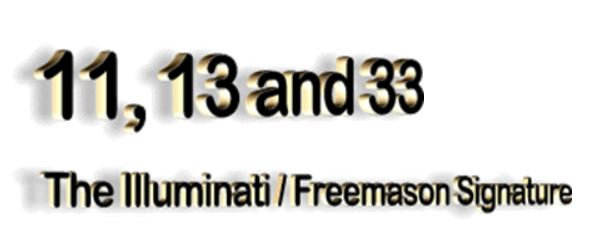 11, 13 and 33
The Illuminati / Freemason Signature